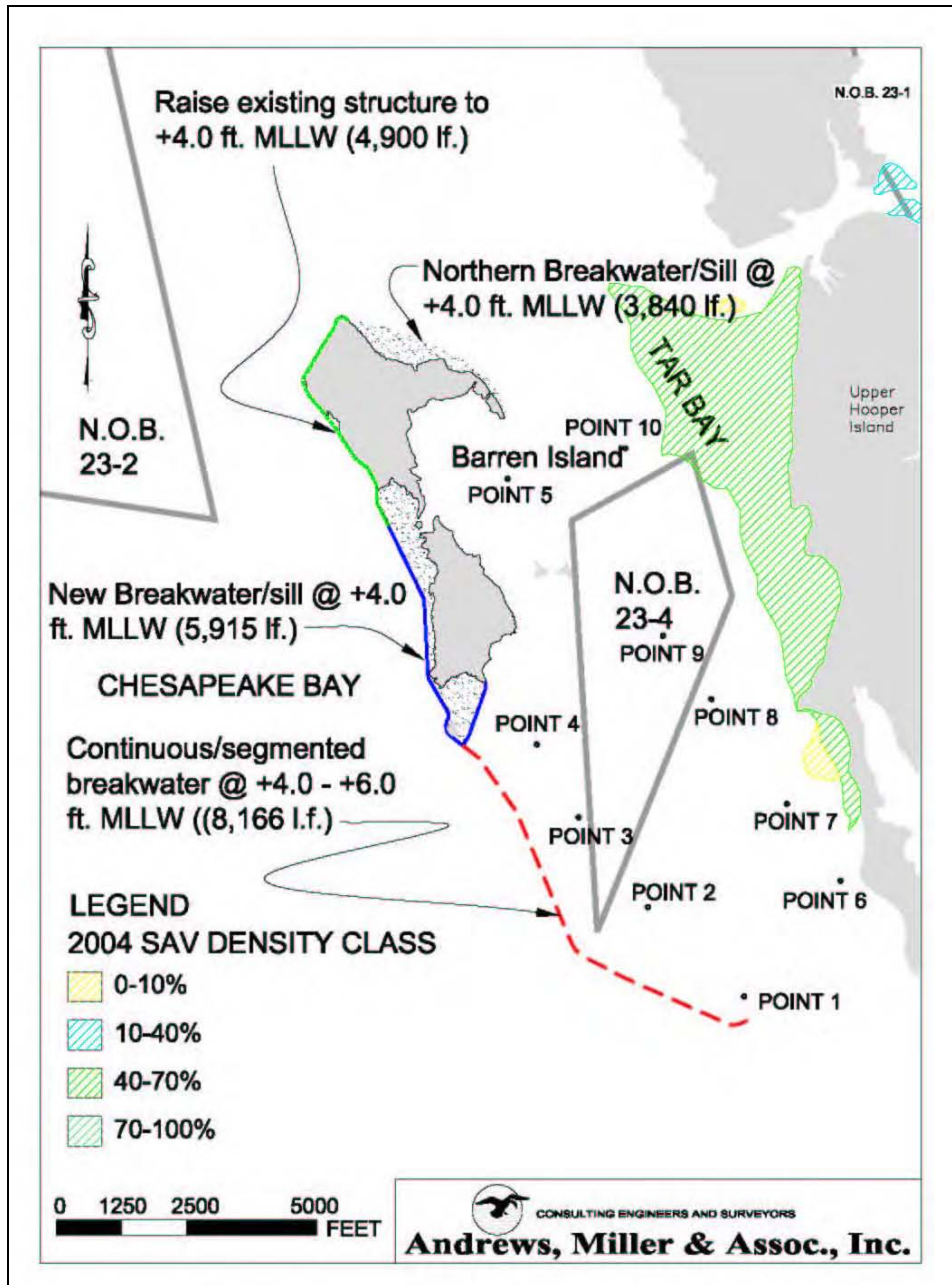 N.O.B. 23-1
Raise existing structure to
+4.0 ft. MLLW (4,900 lf.)
Northern Breakwater/Sill @
+4.0 ft. MLLW (3,840 lf.)
TAR BAY
N.O.B.
23-2
Upper
Hooper
Island
POINT 10
Barren Island
POINT 5
New Breakwater/sill @ +4.0
ft. MLLW (5,915 lf.)
N.O.B.
23-4
POINT 9
CHESAPEAKE BAY
POINT 4
POINT 8
Continuous/segmented
breakwater @ +4.0 - +6.0
ft. MLLW ((8,166 l.f.)
POINT 3
POINT 7
POINT 2
POINT 6
POINT 1
LEGEND
2004 SAV DENSITY CLASS
0-10%
10-40%
40-70%
70-100%
0 1250 2500 5000
FEET
CONSULTING ENGINEERS AND SURVEYORS
Andrews, Miller & Assoc., Inc.